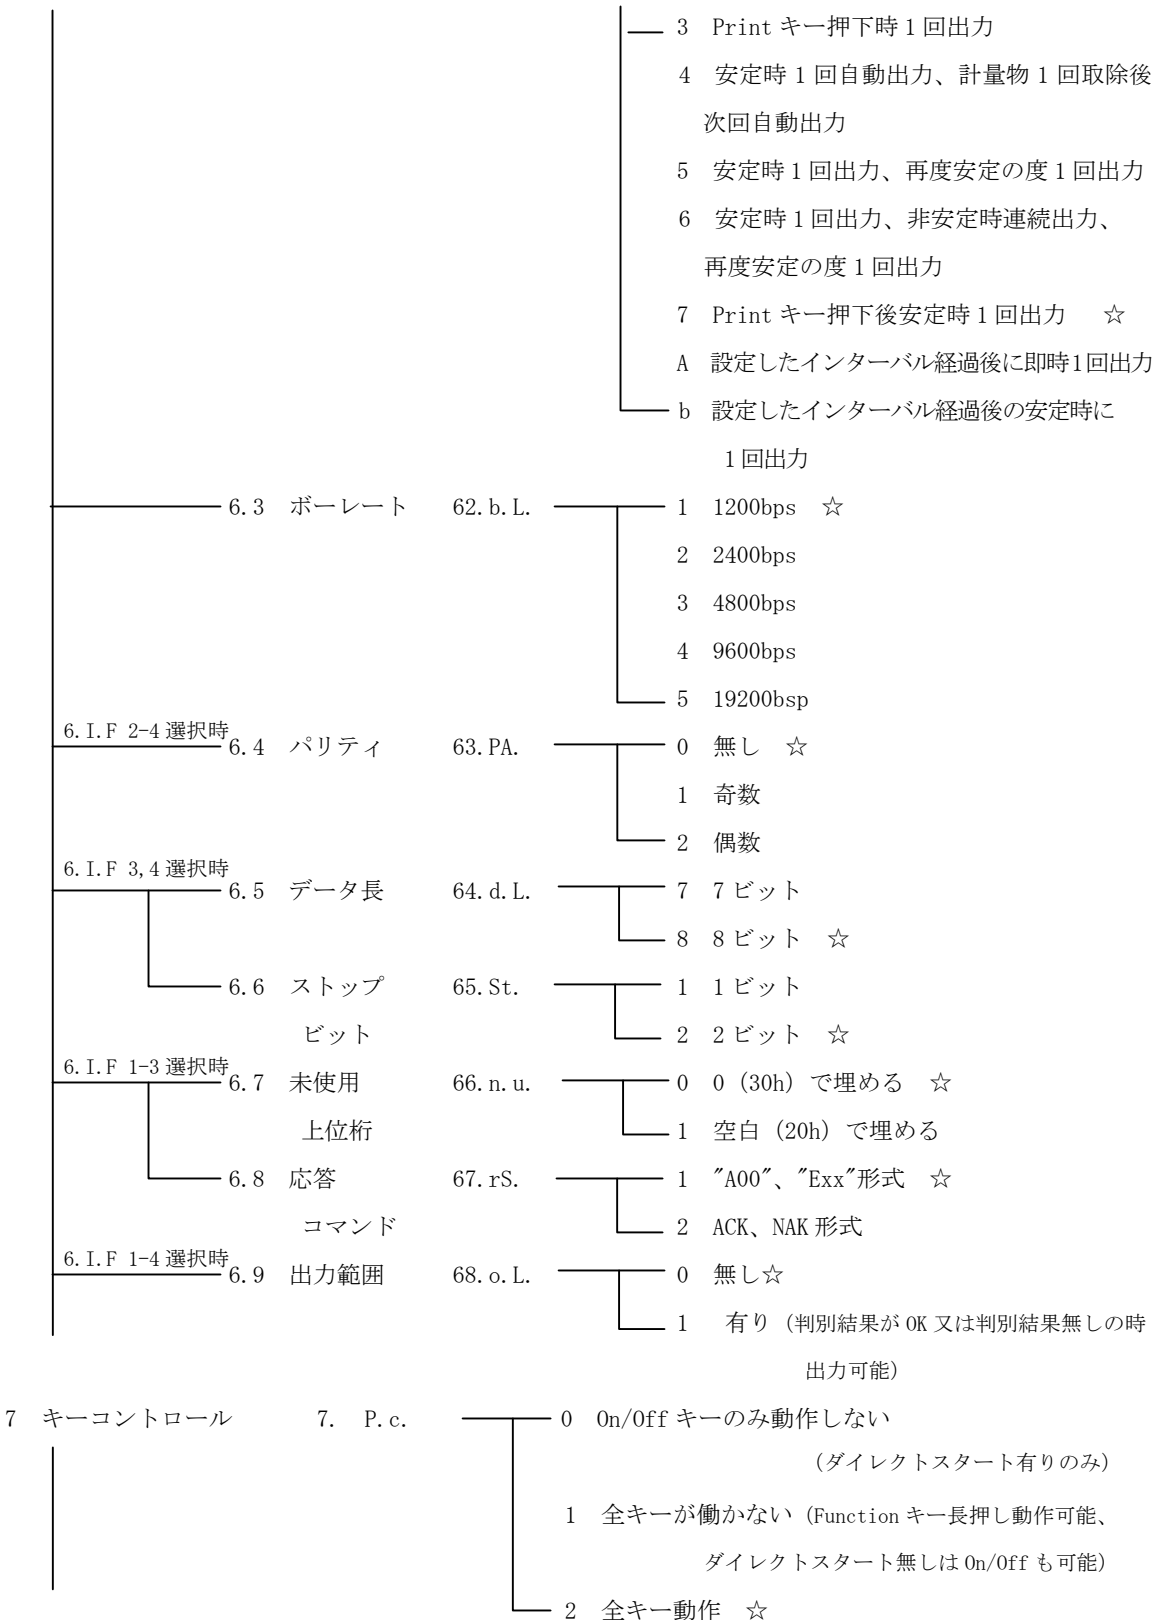 3 Print キー押下時 1 回出力
4 安定時 1 回自動出力、計量物 1 回取除後
次回自動出力
5 安定時 1 回出力、再度安定の度 1 回出力
6 安定時 1 回出力、非安定時連続出力、
再度安定の度 1 回出力
7 Print キー押下後安定時 1 回出力 ☆
A 設定したインターバル経過後に即時1回出力
b 設定したインターバル経過後の安定時に
1回出力
6.3 ボーレート 62.b.L. 1 1200bps ☆
2 2400bps
3 4800bps
4 9600bps
5 19200bsp
6.I.F 2-4 選択時
6.4 パリティ 63.PA. 0 無し ☆
1 奇数
2 偶数
6.I.F 3,4 選択時
6.5 データ長 64.d.L. 7 7 ビット
8 8 ビット ☆
6.6 ストップ 65.St. 1 1 ビット
ビット 2 2 ビット ☆
6.I.F 1-3 選択時
6.7 未使用 66.n.u. 0 0（30h）で埋める ☆
上位桁 1 空白（20h）で埋める
6.8 応答 67.rS. 1 "A00"、"Exx"形式 ☆
コマンド 2 ACK、NAK 形式
6.I.F 1-4 選択時
6.9 出力範囲 68.o.L. 0 無し☆
1 有り（判別結果が OK 又は判別結果無しの時
出力可能）
7 キーコントロール 7. P.c. 0 On/Off キーのみ動作しない
（ダイレクトスタート有りのみ）
1 全キーが働かない（Function キー長押し動作可能、
ダイレクトスタート無しは On/Off も可能）
2 全キー動作 ☆